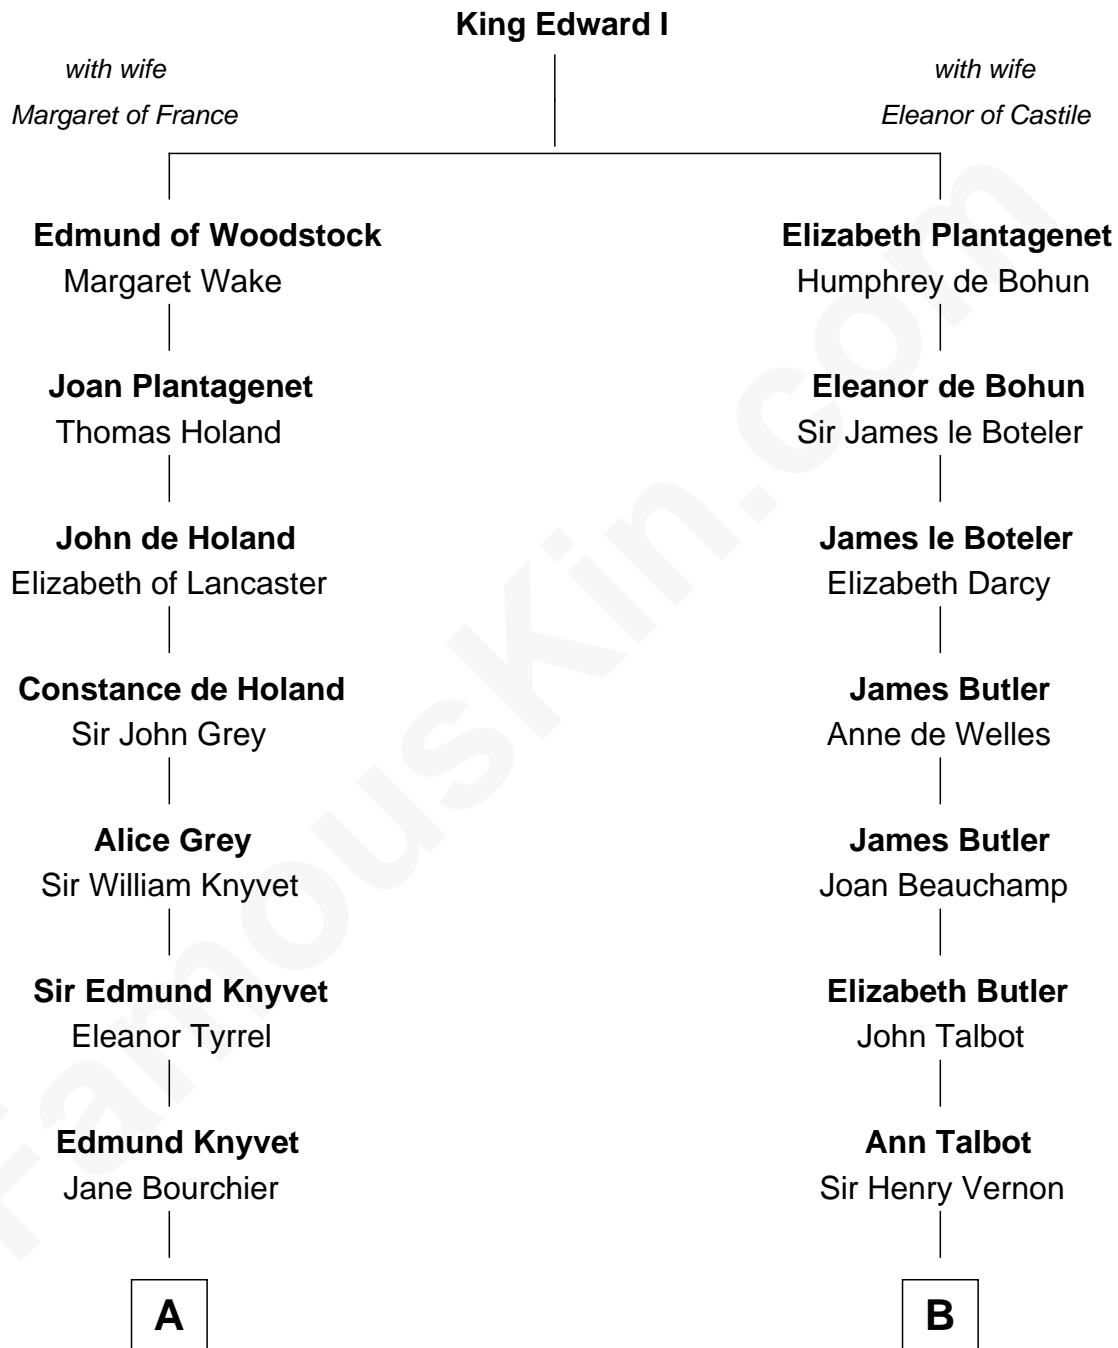 King Edward I
with wife
Margaret of France
with wife
Eleanor of Castile
Edmund of Woodstock
Margaret Wake
Elizabeth Plantagenet
Humphrey de Bohun
Joan Plantagenet
Thomas Holand
Eleanor de Bohun
Sir James le Boteler
John de Holand
Elizabeth of Lancaster
James le Boteler
Elizabeth Darcy
Constance de Holand
Sir John Grey
James Butler
Anne de Welles
Alice Grey
Sir William Knyvet
James Butler
Joan Beauchamp
Sir Edmund Knyvet
Eleanor Tyrrel
Elizabeth Butler
John Talbot
Edmund Knyvet
Jane Bourchier
Ann Talbot
Sir Henry Vernon
A
B
FamousKin.com